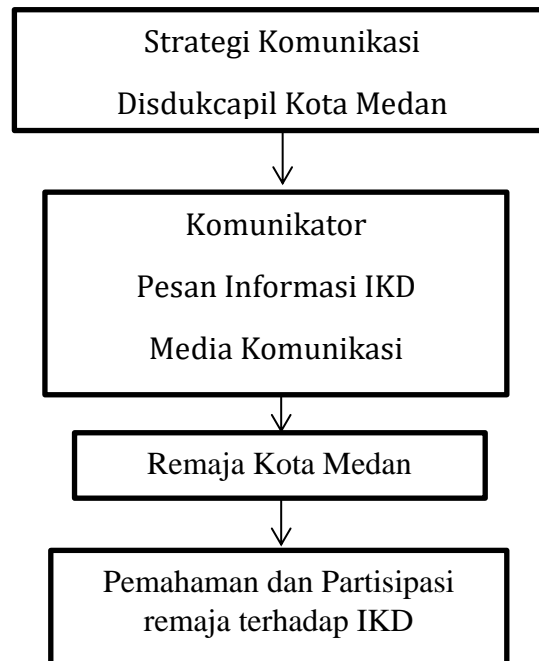 Strategi Komunikasi
Disdukcapil Kota Medan
Komunikator
Pesan Informasi IKD
Media Komunikasi
Remaja Kota Medan
Pemahaman dan Partisipasi
remaja terhadap IKD